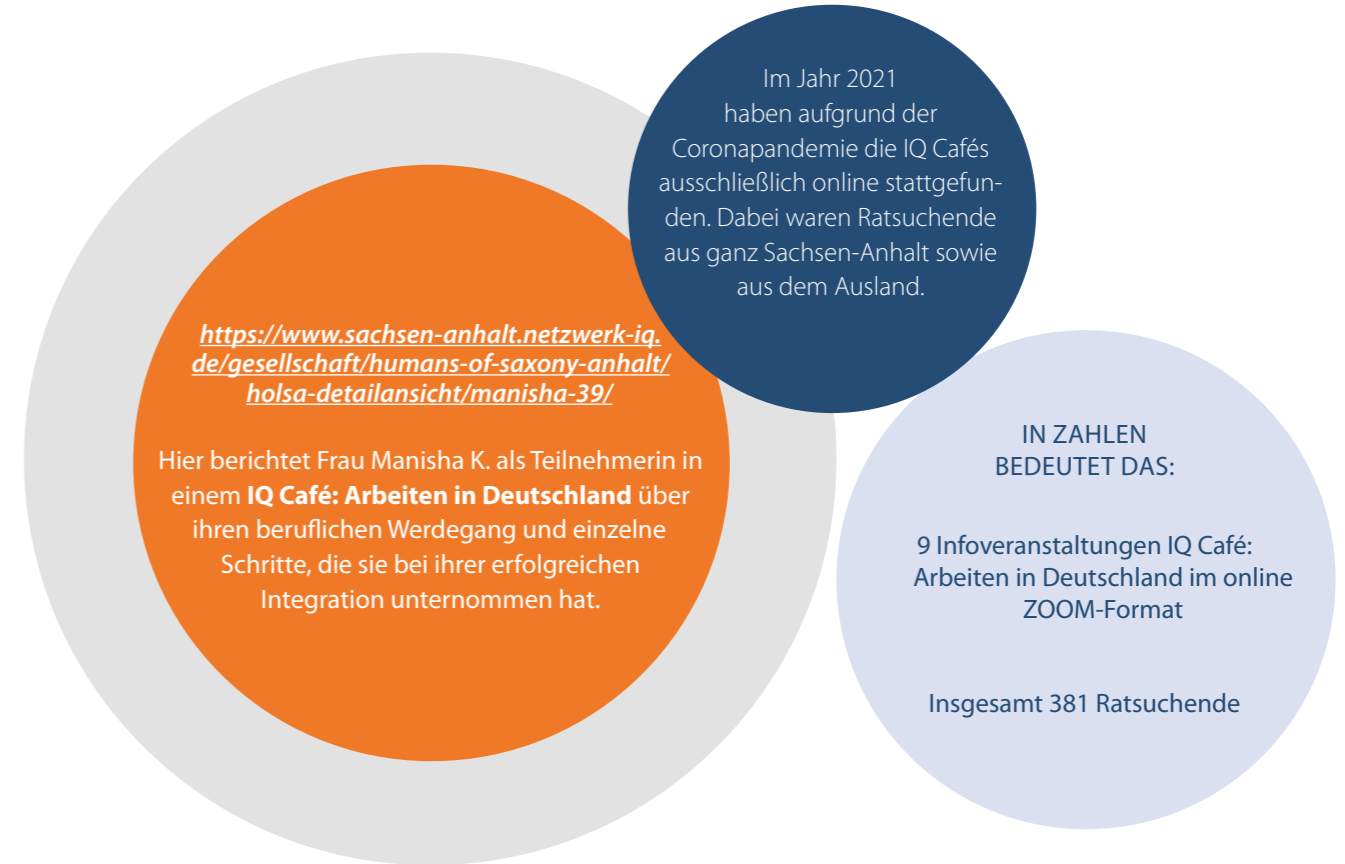 Im Jahr 2021
haben aufgrund der
Coronapandemie die IQ Cafés
ausschließlich online stattgefun-
den. Dabei waren Ratsuchende
aus ganz Sachsen-Anhalt sowie
aus dem Ausland.
https://www.sachsen-anhalt.netzwerk-iq.
de/gesellschaft/humans-of-saxony-anhalt/
holsa-detailansicht/manisha-39/
Hier berichtet Frau Manisha K. als Teilnehmerin in
einem IQ Café: Arbeiten in Deutschland über
ihren beruflichen Werdegang und einzelne
Schritte, die sie bei ihrer erfolgreichen
Integration unternommen hat.
IN ZAHLEN
BEDEUTET DAS:
9 Infoveranstaltungen IQ Café:
Arbeiten in Deutschland im online
ZOOM-Format
Insgesamt 381 Ratsuchende